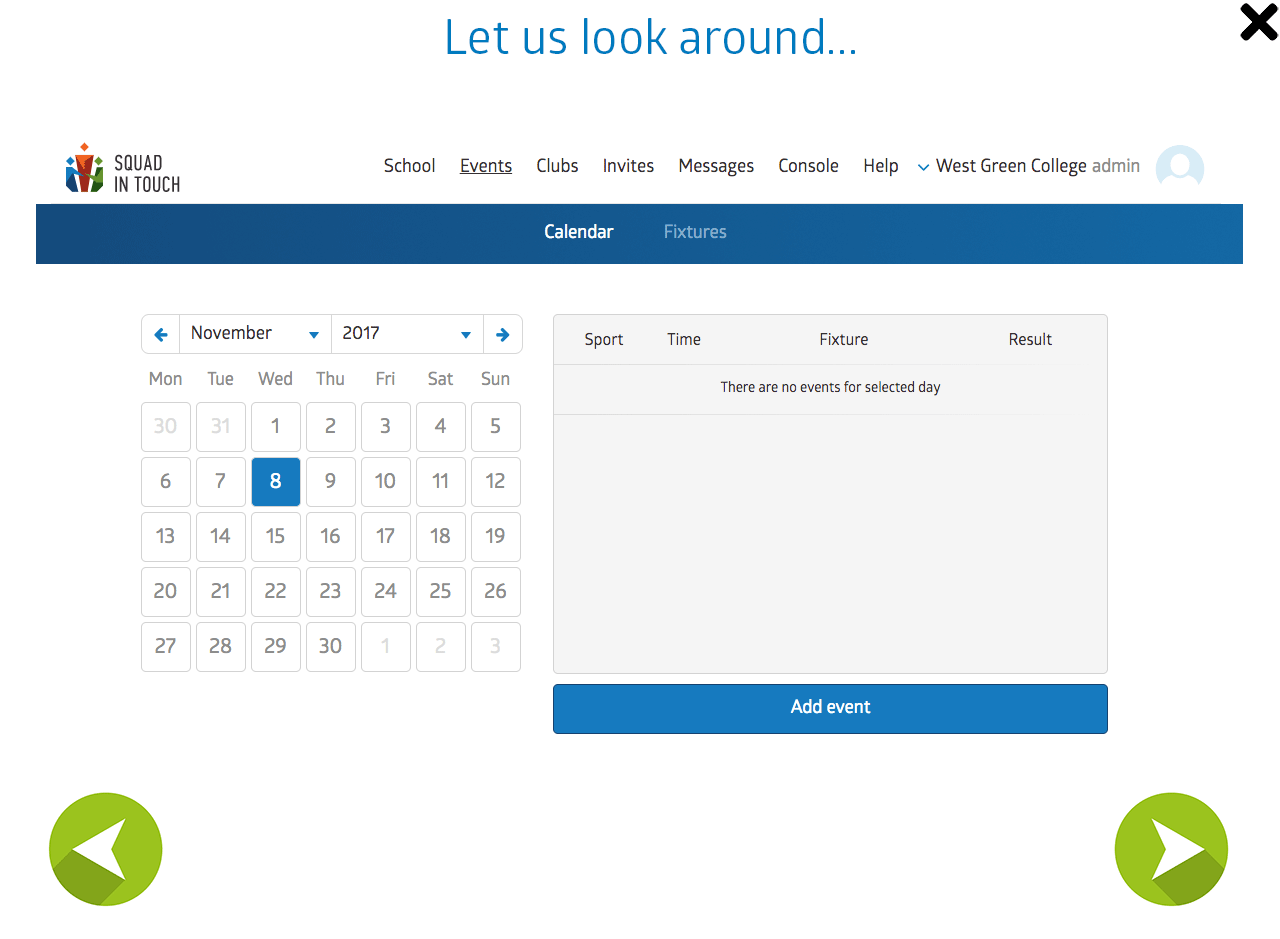 Let us look around...
SQUAD
IN TOUCH
School Events Clubs Invites Messages Console Help West Green College admin
Calendar Fixtures
November 2017
Mon Tue Wed Thu Fri Sat Sun
30 31 1 2 3 4 5
6 7 8 9 10 11 12
13 14 15 16 17 18 19
20 21 22 23 24 25 26
27 28 29 30 1 2 3
Sport Time Fixture Result
There are no events for selected day
Add event